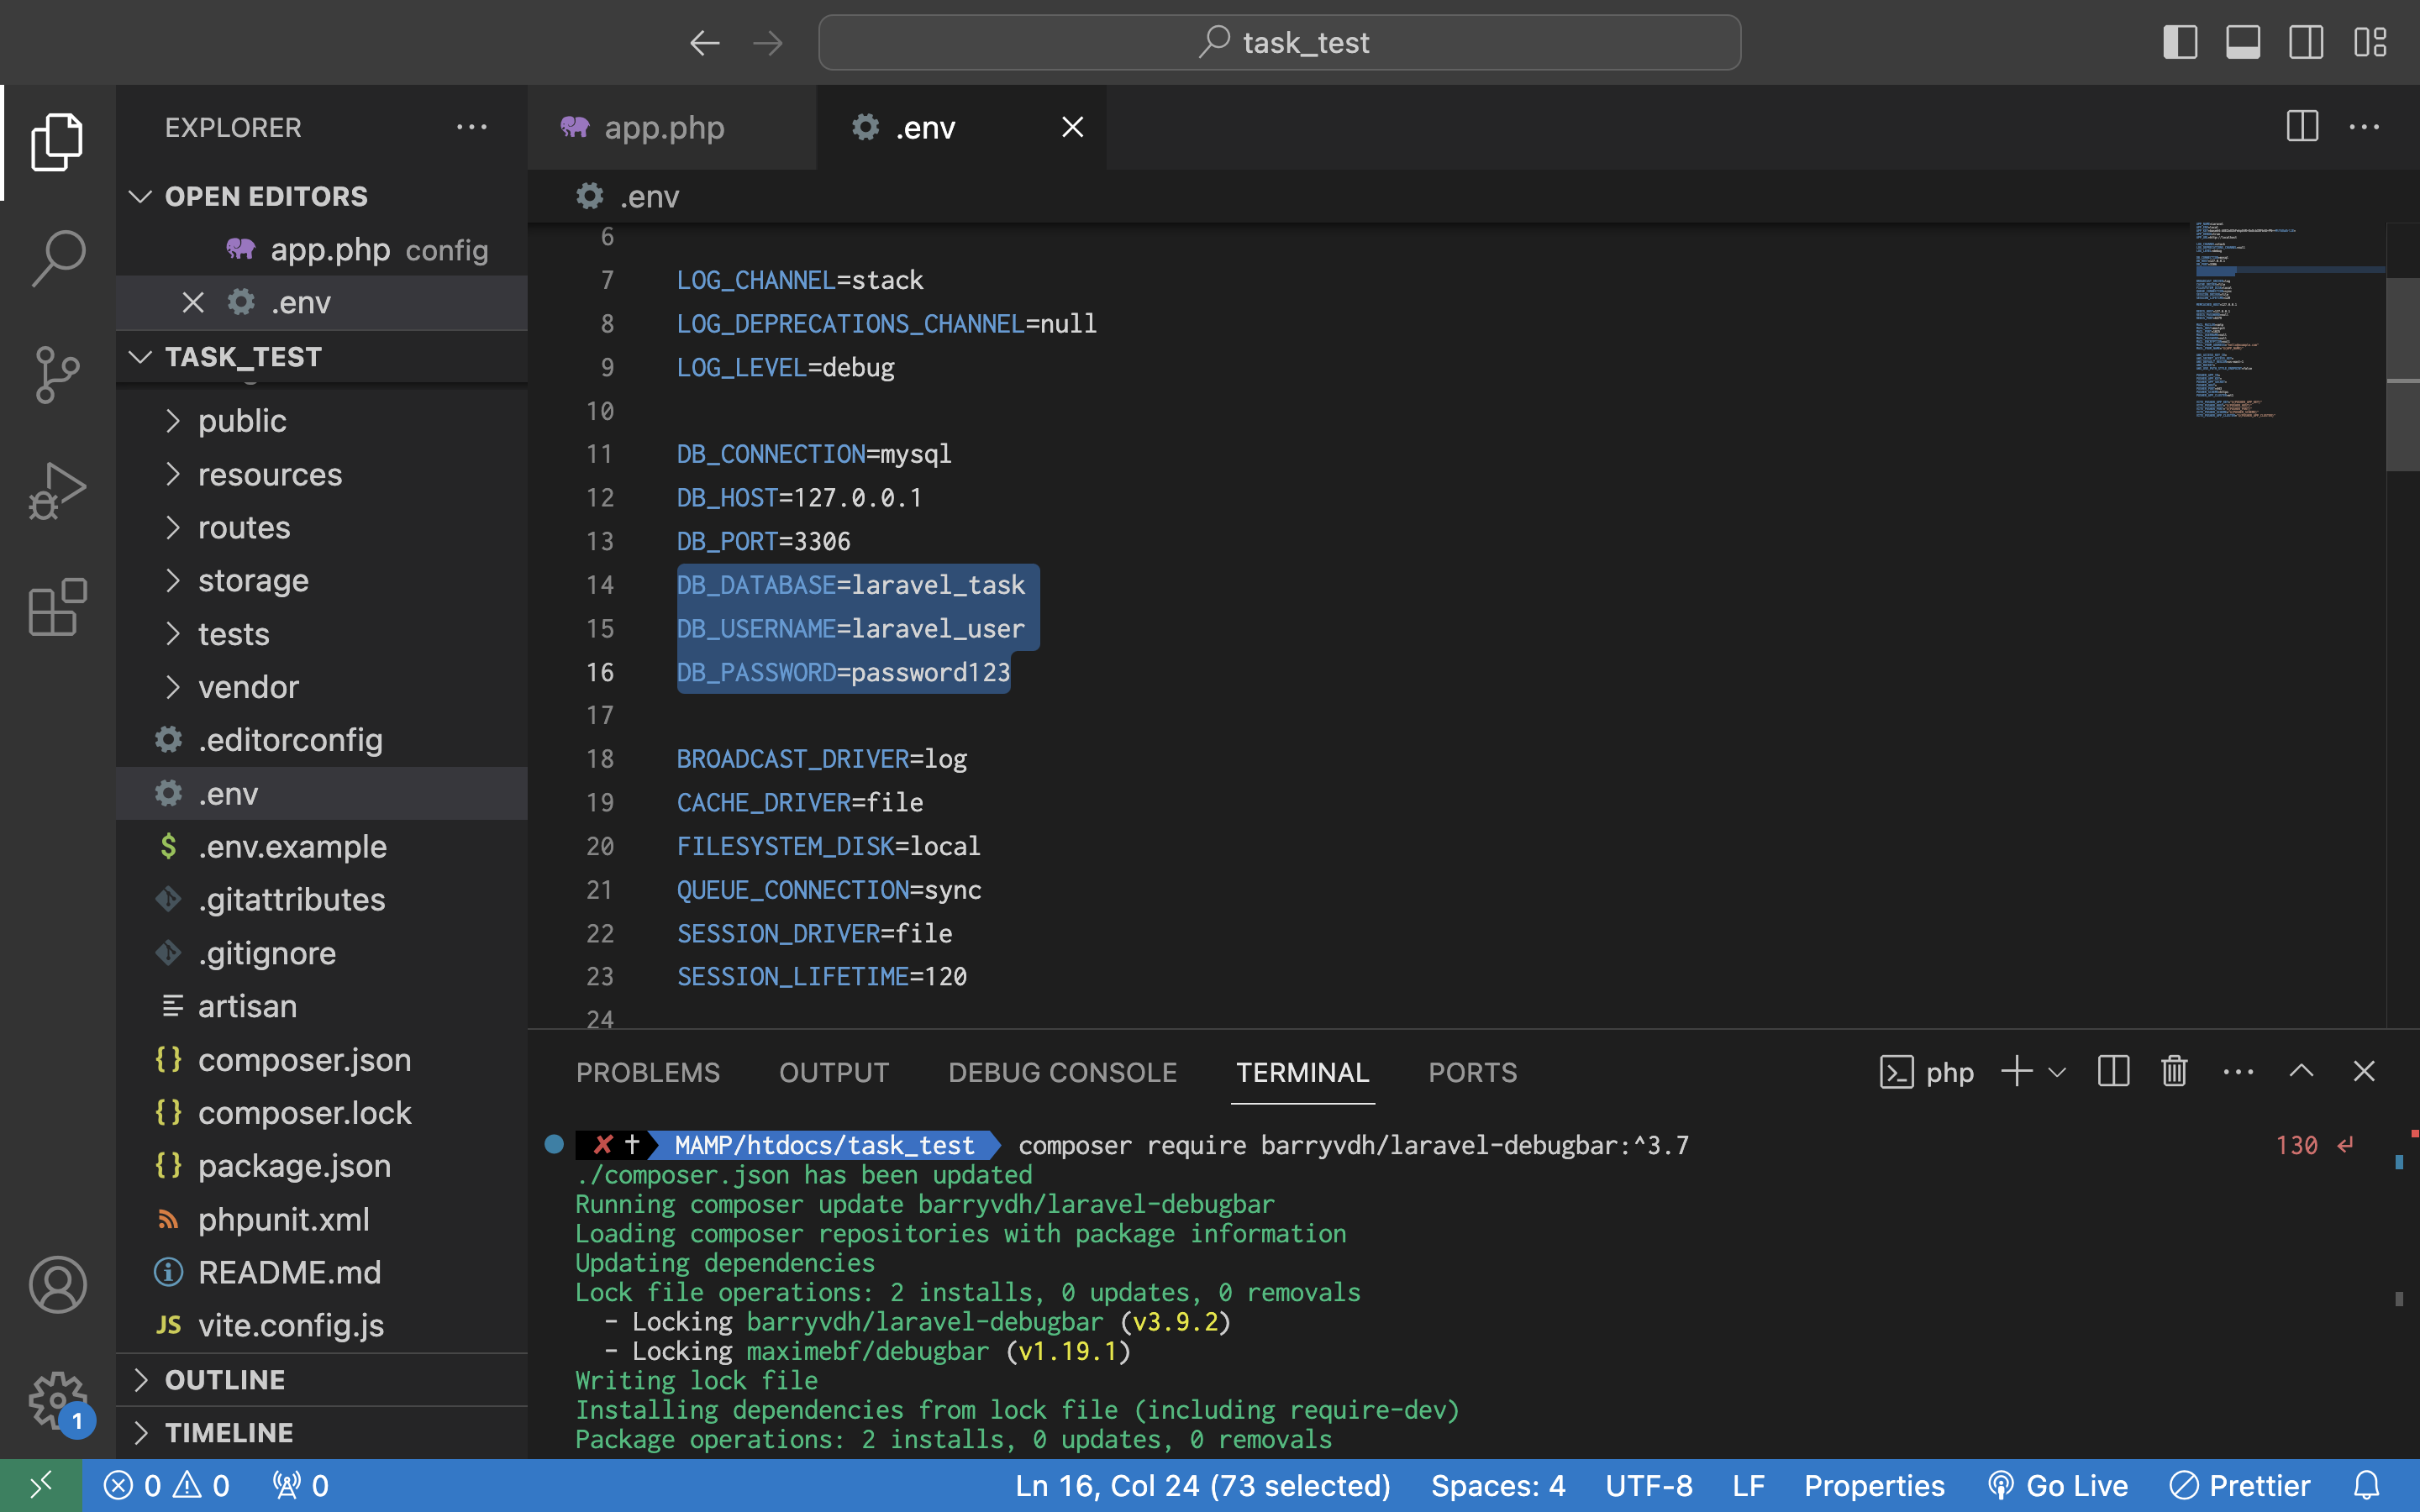 task_test
EXPLORER
OPEN EDITORS
app.php config
.env
TASK_TEST
public
resources
routes
storage
tests
vendor
.editorconfig
.env
.env.example
.gitattributes
.gitignore
artisan
composer.json
composer.lock
package.json
phpunit.xml
README.md
vite.config.js
OUTLINE
TIMELINE
1
app.php
.env
.env
6
7 LOG_CHANNEL=stack
8 LOG_DEPRECATIONS_CHANNEL=null
9 LOG_LEVEL=debug
10
11 DB_CONNECTION=mysql
12 DB_HOST=127.0.0.1
13 DB_PORT=3306
14 DB_DATABASE=laravel_task
15 DB_USERNAME=laravel_user
16 DB_PASSWORD=password123
17
18 BROADCAST_DRIVER=log
19 CACHE_DRIVER=file
20 FILESYSTEM_DISK=local
21 QUEUE_CONNECTION=sync
22 SESSION_DRIVER=file
23 SESSION_LIFETIME=120
24
PROBLEMS OUTPUT DEBUG CONSOLE TERMINAL PORTS php
MAMP/htdocs/task_test composer require barryvdh/laravel-debugbar:^3.7 130 ↵
./composer.json has been updated
Running composer update barryvdh/laravel-debugbar
Loading composer repositories with package information
Updating dependencies
Lock file operations: 2 installs, 0 updates, 0 removals
- Locking barryvdh/laravel-debugbar (v3.9.2)
- Locking maximebf/debugbar (v1.19.1)
Writing lock file
Installing dependencies from lock file (including require-dev)
Package operations: 2 installs, 0 updates, 0 removals
0 0 0 Ln 16, Col 24 (73 selected) Spaces: 4 UTF-8 LF Properties Go Live Prettier